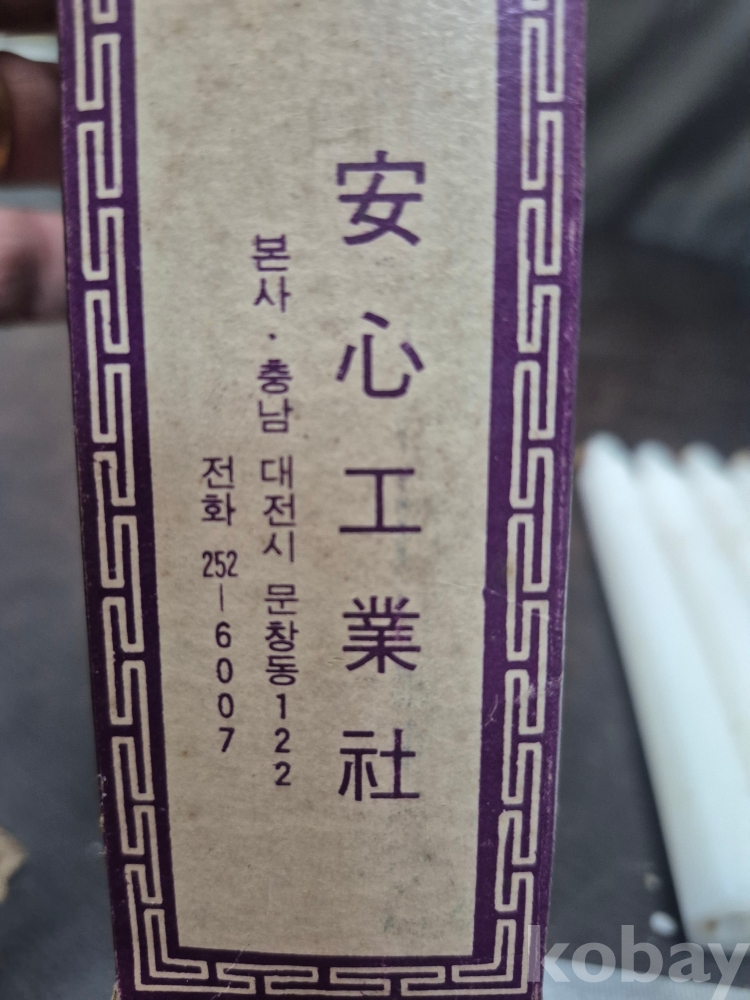 安心工業社
본사·충남 대전시 문창동122
전화 252-6007
kobay